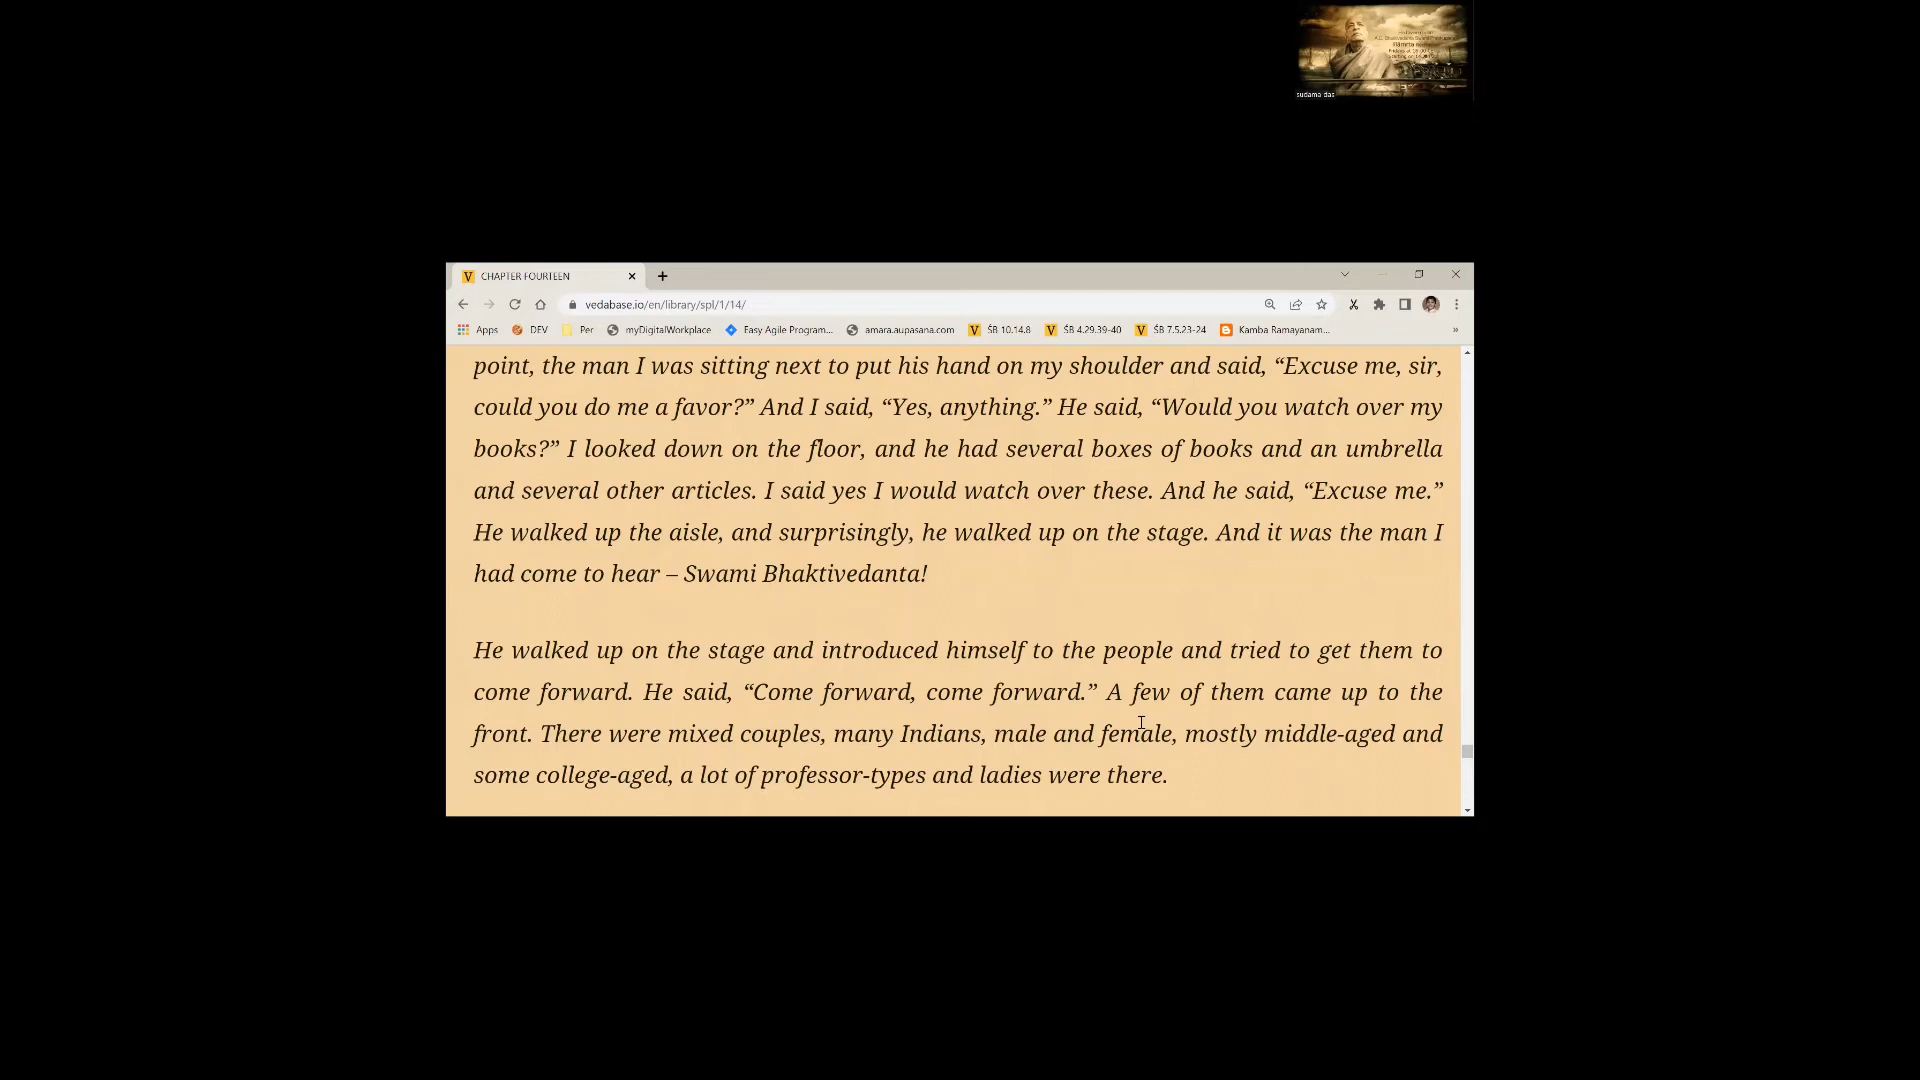 sudama das
CHAPTER FOURTEEN
vedabase.io/en/library/spl/1/14/
Apps DEV Per myDigitalWorkplace Easy Agile Program... amara.aupasana.com ŚB 10.14.8 ŚB 4.29.39-40 ŚB 7.5.23-24 Kamba Ramayanam... »
point, the man I was sitting next to put his hand on my shoulder and said, “Excuse me, sir,
could you do me a favor?” And I said, “Yes, anything.” He said, “Would you watch over my
books?” I looked down on the floor, and he had several boxes of books and an umbrella
and several other articles. I said yes I would watch over these. And he said, “Excuse me.”
He walked up the aisle, and surprisingly, he walked up on the stage. And it was the man I
had come to hear – Swami Bhaktivedanta!
He walked up on the stage and introduced himself to the people and tried to get them to
come forward. He said, “Come forward, come forward.” A few of them came up to the
front. There were mixed couples, many Indians, male and female, mostly middle-aged and
some college-aged, a lot of professor-types and ladies were there.